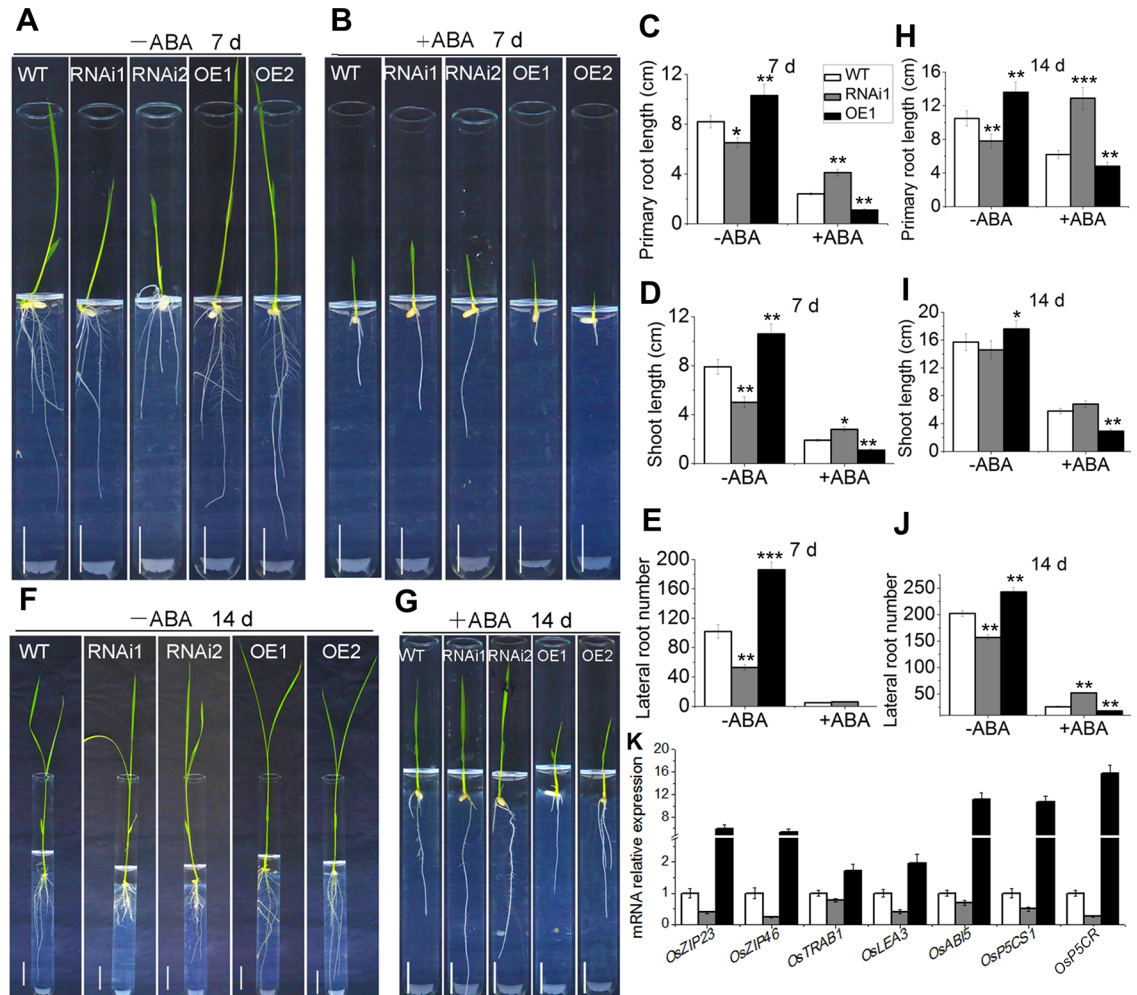 A
−ABA 7 d
WT RNAi1 RNAi2 OE1 OE2
B
+ABA 7 d
WT RNAi1 RNAi2 OE1 OE2
C
7 d
Primary root length (cm)
12
8
4
0
** * ** ** **
-ABA +ABA
WT
RNAi1
OE1
H
14 d
Primary root length (cm)
16
12
8
4
0
** ** *** **
-ABA +ABA
D
7 d
Shoot length (cm)
12
8
4
0
** ** * **
-ABA +ABA
I
14 d
Shoot length (cm)
20
16
12
8
4
0
* **
-ABA +ABA
E
7 d
Lateral root number
200
160
120
80
40
0
*** **
-ABA +ABA
J
14 d
Lateral root number
250
200
150
100
50
** ** ** **
-ABA +ABA
F
−ABA 14 d
WT RNAi1 RNAi2 OE1 OE2
G
+ABA 14 d
WT RNAi1 RNAi2 OE1 OE2
K
mRNA relative expression
20
16
12
8
4
2
1
0
OsZIP23 OsZIP46 OsTRAB1 OsLEA3 OsABI5 OsP5CS1 OsP5CR